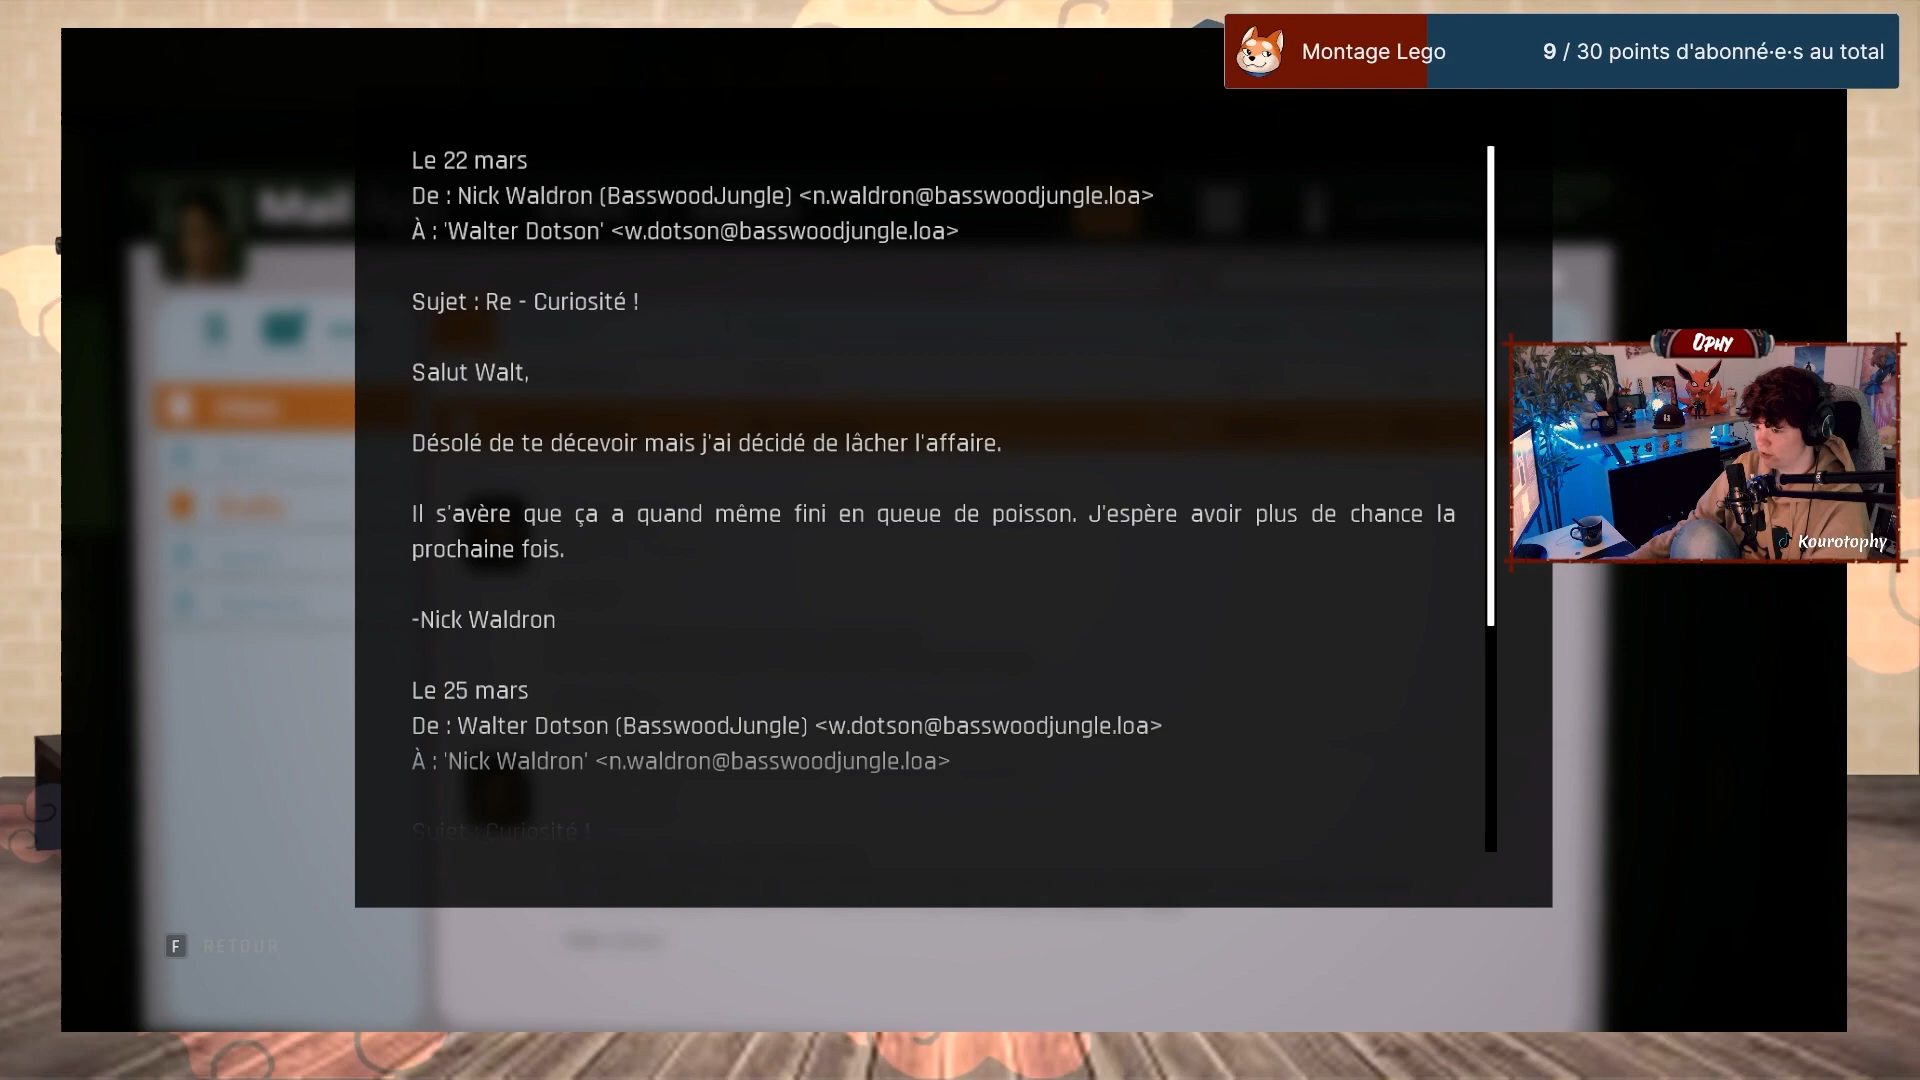 Montage Lego
9 / 30 points d'abonné·e·s au total
Le 22 mars
De : Nick Waldron (BasswoodJungle) <n.waldron@basswoodjungle.loa>
À : 'Walter Dotson' <w.dotson@basswoodjungle.loa>
Sujet : Re - Curiosité !
Salut Walt,
Désolé de te décevoir mais j'ai décidé de lâcher l'affaire.
Il s'avère que ça a quand même fini en queue de poisson. J'espère avoir plus de chance la
prochaine fois.
-Nick Waldron
Le 25 mars
De : Walter Dotson (BasswoodJungle) <w.dotson@basswoodjungle.loa>
À : 'Nick Waldron' <n.waldron@basswoodjungle.loa>
Sujet : Curiosité !
Mail
OPHY
Kourotophy
F RETOUR